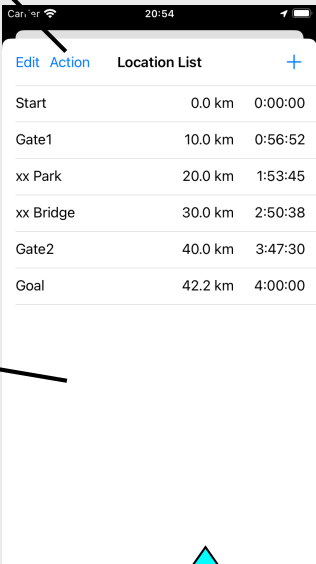 Carrier 20:54
Edit Action Location List +
Start 0.0 km 0:00:00
Gate1 10.0 km 0:56:52
xx Park 20.0 km 1:53:45
xx Bridge 30.0 km 2:50:38
Gate2 40.0 km 3:47:30
Goal 42.2 km 4:00:00